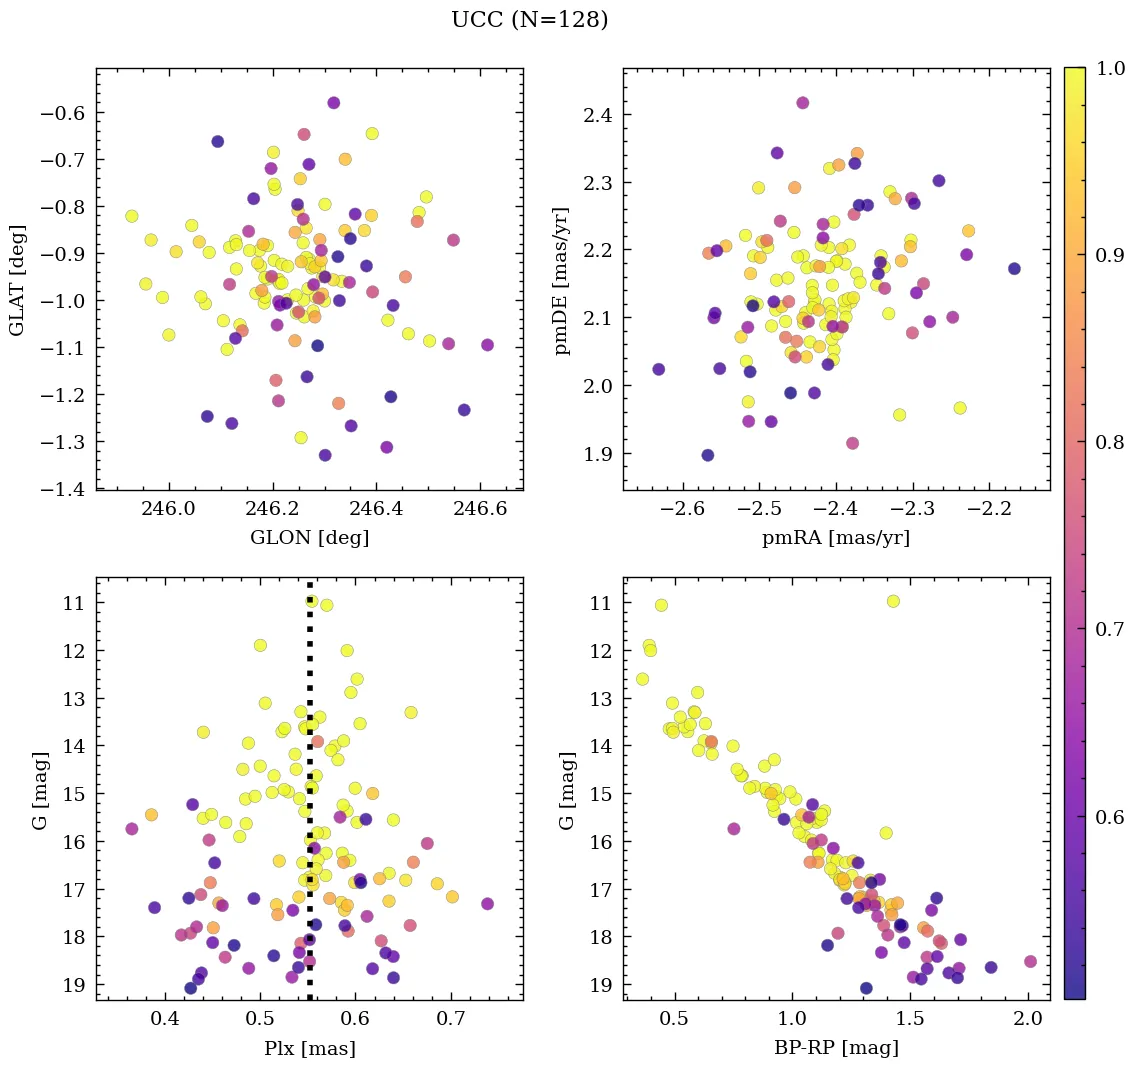 UCC (N=128)
−0.6
−0.7
−0.8
−0.9
−1.0
−1.1
−1.2
−1.3
−1.4
GLAT [deg]
246.0 246.2 246.4 246.6
GLON [deg]
2.4
2.3
2.2
2.1
2.0
1.9
pmDE [mas/yr]
−2.6 −2.5 −2.4 −2.3 −2.2
pmRA [mas/yr]
11
12
13
14
15
16
17
18
19
G [mag]
0.4 0.5 0.6 0.7
Plx [mas]
11
12
13
14
15
16
17
18
19
G [mag]
0.5 1.0 1.5 2.0
BP-RP [mag]
1.0
0.9
0.8
0.7
0.6